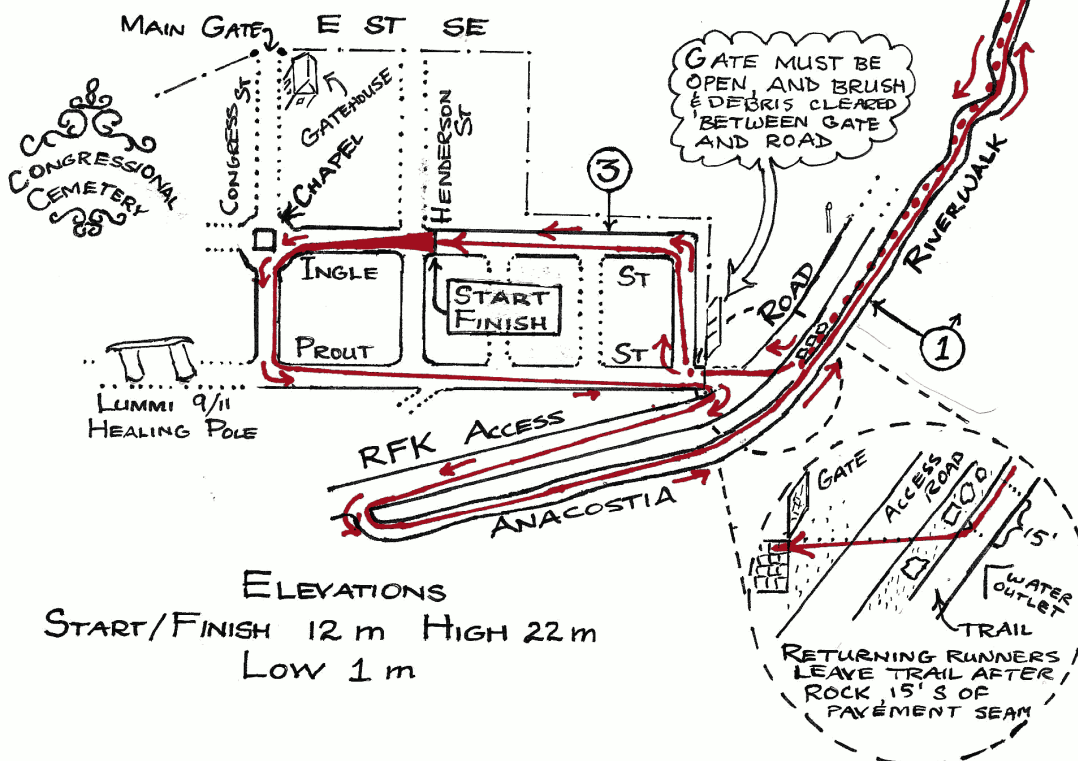 MAIN GATE
E ST SE
CONGRESS ST
GATEHOUSE
CHAPEL
HENDERSON ST
CONGRESSIONAL
CEMETERY
GATE MUST BE
OPEN, AND BRUSH
& DEBRIS CLEARED
BETWEEN GATE
AND ROAD
3
RIVERWALK
INGLE ST
START
FINISH
ROAD
PROUT ST
1
LUMMI 9/11
HEALING POLE
RFK ACCESS
ANACOSTIA
GATE
ACCESS
ROAD
15'
WATER
OUTLET
TRAIL
RETURNING RUNNERS
LEAVE TRAIL AFTER
ROCK, 15' S OF
PAVEMENT SEAM
ELEVATIONS
START/FINISH 12 m HIGH 22 m
LOW 1 m